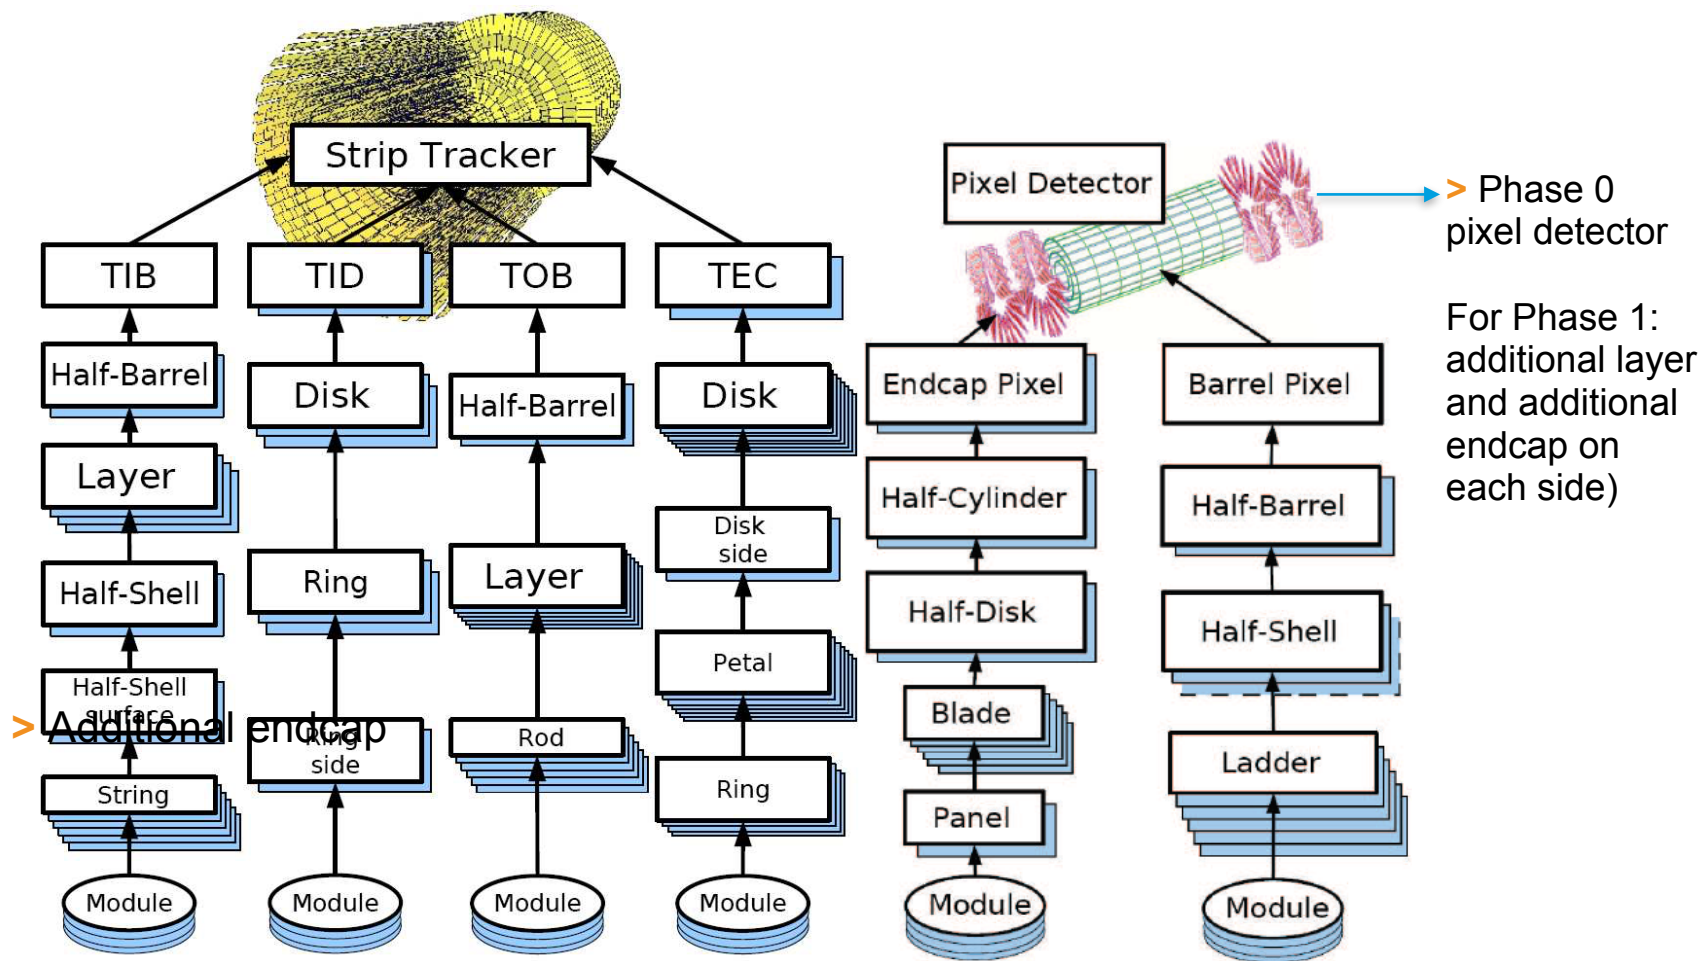 Strip Tracker
TIB
Half-Barrel
Layer
Half-Shell
Half-Shell
surface
String
Module
TID
Disk
Ring
Ring
side
Module
TOB
Half-Barrel
Layer
Rod
Module
TEC
Disk
Disk
side
Petal
Ring
Module
> Additional endcap
Pixel Detector
Endcap Pixel
Half-Cylinder
Half-Disk
Blade
Panel
Module
Barrel Pixel
Half-Barrel
Half-Shell
Ladder
Module
> Phase 0
pixel detector
For Phase 1:
additional layer
and additional
endcap on
each side)